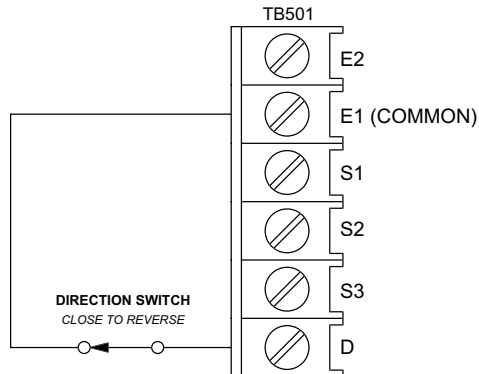 TB501
E2
E1 (COMMON)
S1
S2
S3
DIRECTION SWITCH
CLOSE TO REVERSE
D